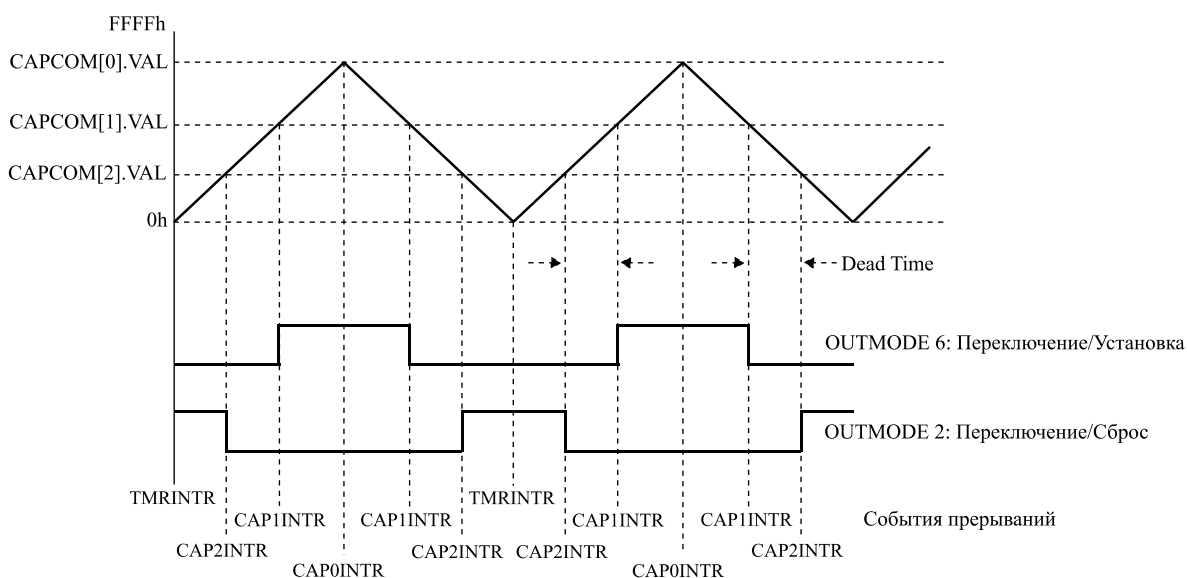 FFFFh
CAPCOM[0].VAL
CAPCOM[1].VAL
CAPCOM[2].VAL
0h
Dead Time
OUTMODE 6: Переключение/Установка
OUTMODE 2: Переключение/Сброс
TMRINTR TMRINTR
CAP1INTR CAP1INTR CAP1INTR CAP1INTR События прерываний
CAP2INTR CAP2INTR CAP2INTR CAP2INTR
CAP0INTR CAP0INTR